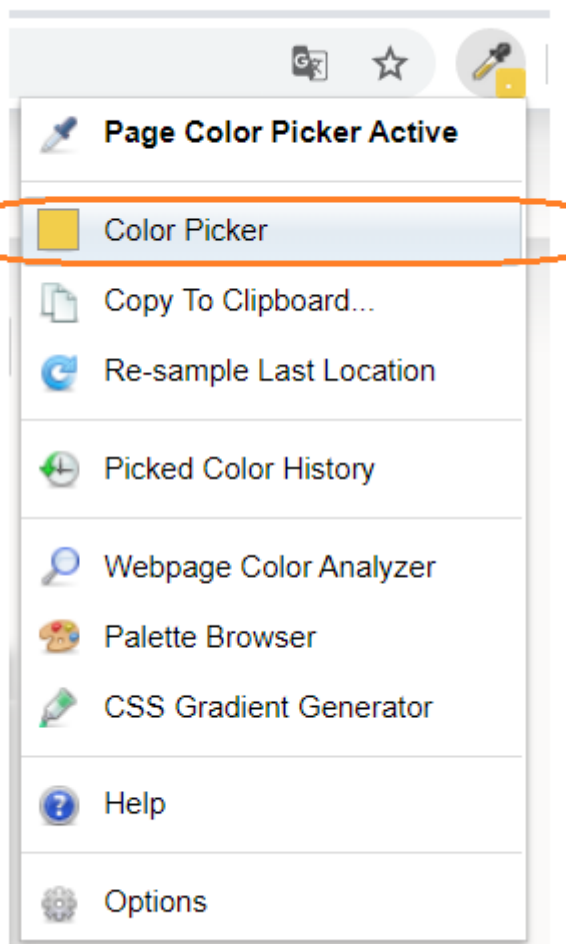 Page Color Picker Active
Color Picker
Copy To Clipboard...
Re-sample Last Location
Picked Color History
Webpage Color Analyzer
Palette Browser
CSS Gradient Generator
Help
Options